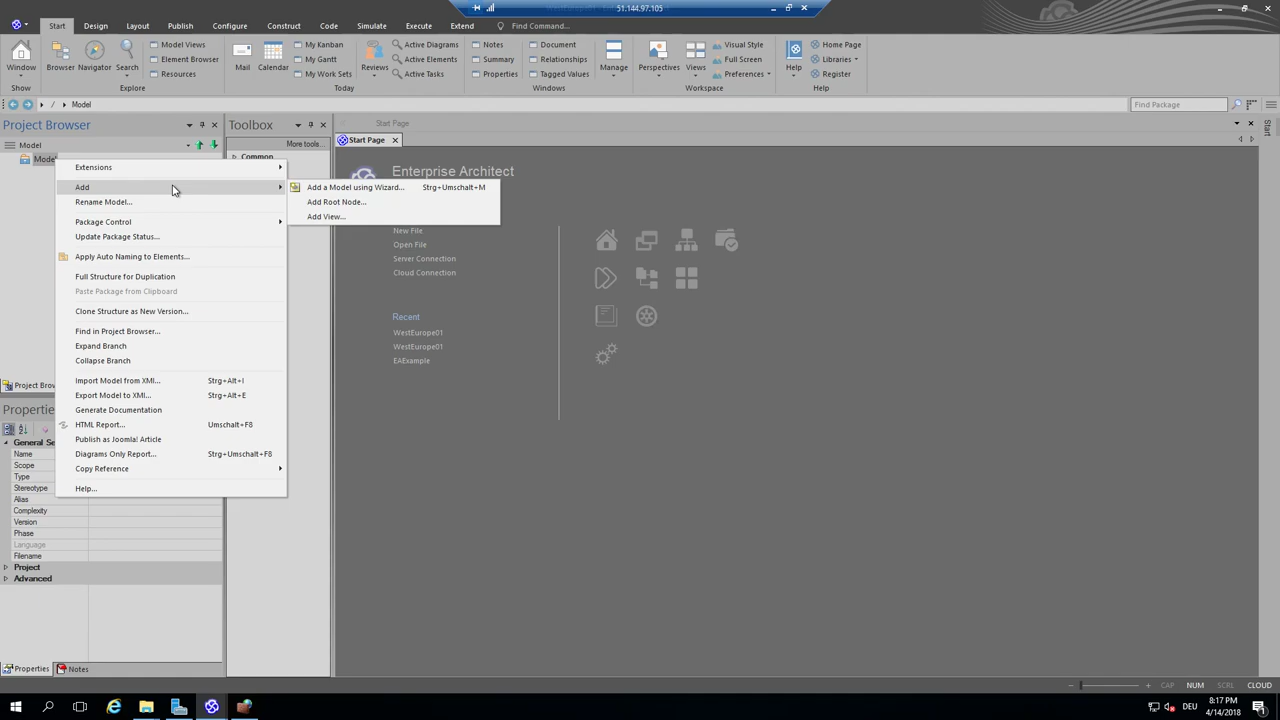 51.144.97.105
Start Design Layout Publish Configure Construct Code Simulate Execute Extend Find Command...
Window Browser Navigator Search Model Views Element Browser Resources Mail Calendar My Kanban My Gantt My Work Sets Reviews Active Diagrams Active Elements Active Tasks Notes Summary Properties Document Relationships Tagged Values Manage Perspectives Views Visual Style Full Screen Preferences Help Home Page Libraries Register
Show Explore Today Windows Workspace Help
/ Model Find Package
Project Browser Toolbox Start Page
Model More tools... Start Page
Model Common
Extensions
Add
Rename Model...
Package Control
Update Package Status...
Apply Auto Naming to Elements...
Full Structure for Duplication
Paste Package from Clipboard
Clone Structure as New Version...
Find in Project Browser...
Expand Branch
Collapse Branch
Import Model from XMI... Strg+Alt+I
Export Model to XMI... Strg+Alt+E
Generate Documentation
HTML Report... Umschalt+F8
Publish as Joomla! Article
Diagrams Only Report... Strg+Umschalt+F8
Copy Reference
Help...
Add a Model using Wizard... Strg+Umschalt+M
Add Root Node...
Add View...
Enterprise Architect
New File
Open File
Server Connection
Cloud Connection
Recent
WestEurope01
WestEurope01
EAExample
Start
Project Brow
Properties
General Se
Name
Scope
Type
Stereotype
Alias
Complexity
Version
Phase
Language
Filename
Project
Advanced
Properties Notes
CAP NUM SCRL CLOUD
DEU 8:17 PM
4/14/2018